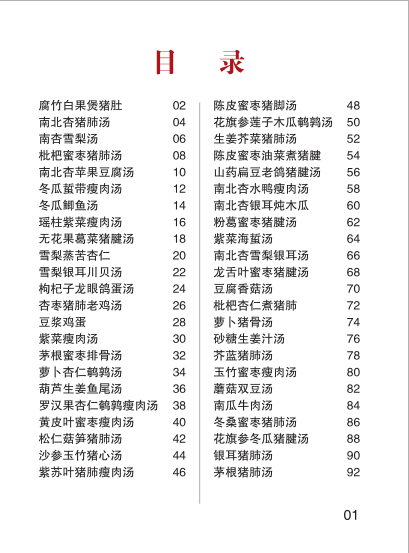 目 录
腐竹白果煲猪肚 02
南北杏猪肺汤 04
南杏雪梨汤 06
枇杷蜜枣猪肺汤 08
南北杏苹果豆腐汤 10
冬瓜蜇带瘦肉汤 12
冬瓜鲫鱼汤 14
瑶柱紫菜瘦肉汤 16
无花果葛菜猪腱汤 18
雪梨蒸苦杏仁 20
雪梨银耳川贝汤 22
枸杞子龙眼鸽蛋汤 24
杏枣猪肺老鸡汤 26
豆浆鸡蛋 28
紫菜瘦肉汤 30
茅根蜜枣排骨汤 32
萝卜杏仁鹌鹑汤 34
葫芦生姜鱼尾汤 36
罗汉果杏仁鹌鹑瘦肉汤 38
黄皮叶蜜枣瘦肉汤 40
松仁菇笋猪肺汤 42
沙参玉竹猪心汤 44
紫苏叶猪肺瘦肉汤 46
陈皮蜜枣猪脚汤 48
花旗参莲子木瓜鹌鹑汤 50
生姜芥菜猪肺汤 52
陈皮蜜枣油菜煮猪腱 54
山药扁豆老鸽猪腱汤 56
南北杏水鸭瘦肉汤 58
南北杏银耳炖木瓜 60
粉葛蜜枣猪腱汤 62
紫菜海蜇汤 64
南北杏雪梨银耳汤 66
龙舌叶蜜枣猪腱汤 68
豆腐香菇汤 70
枇杷杏仁煮猪肺 72
萝卜猪骨汤 74
砂糖生姜汁汤 76
芥蓝猪肺汤 78
玉竹蜜枣瘦肉汤 80
蘑菇双豆汤 82
南瓜牛肉汤 84
冬桑蜜枣猪肺汤 86
花旗参冬瓜猪腱汤 88
银耳猪肺汤 90
茅根猪肺汤 92
01